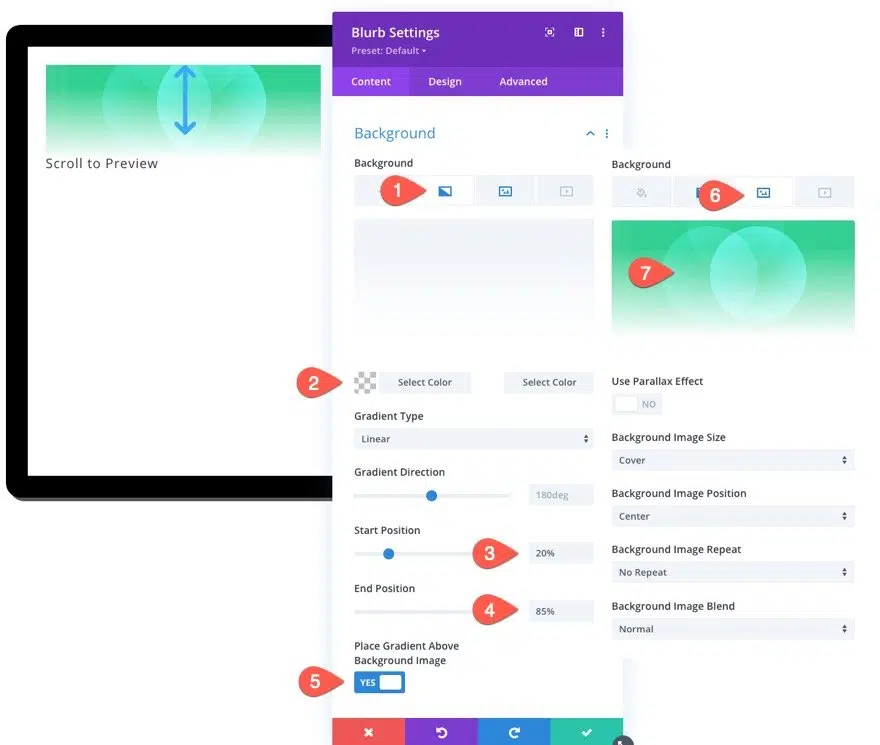 Blurb Settings
Preset: Default
Content Design Advanced
Scroll to Preview
Background
Background
1
2
Select Color Select Color
Gradient Type
Linear
Gradient Direction
180deg
Start Position
3
20%
End Position
4
85%
Place Gradient Above
Background Image
5
YES
Background
6
7
Use Parallax Effect
NO
Background Image Size
Cover
Background Image Position
Center
Background Image Repeat
No Repeat
Background Image Blend
Normal